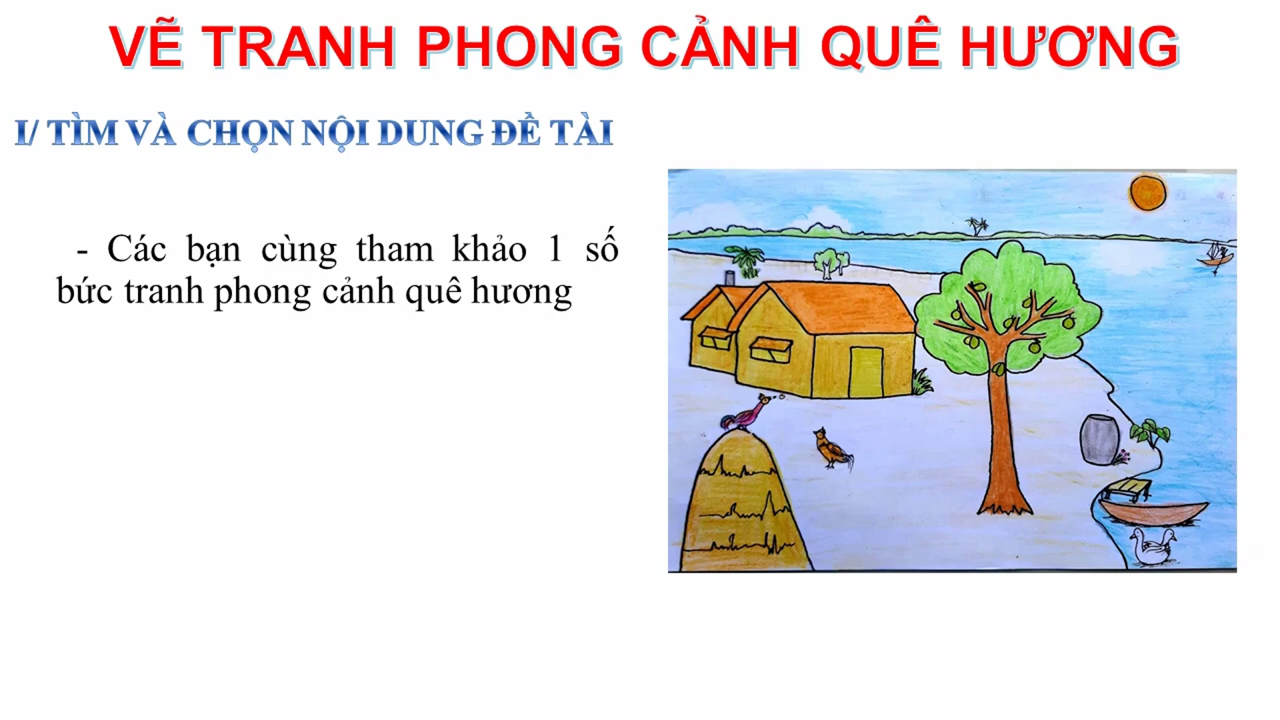 VẼ TRANH PHONG CẢNH QUÊ HƯƠNG
I/ TÌM VÀ CHỌN NỘI DUNG ĐỀ TÀI
- Các bạn cùng tham khảo 1 số
bức tranh phong cảnh quê hương